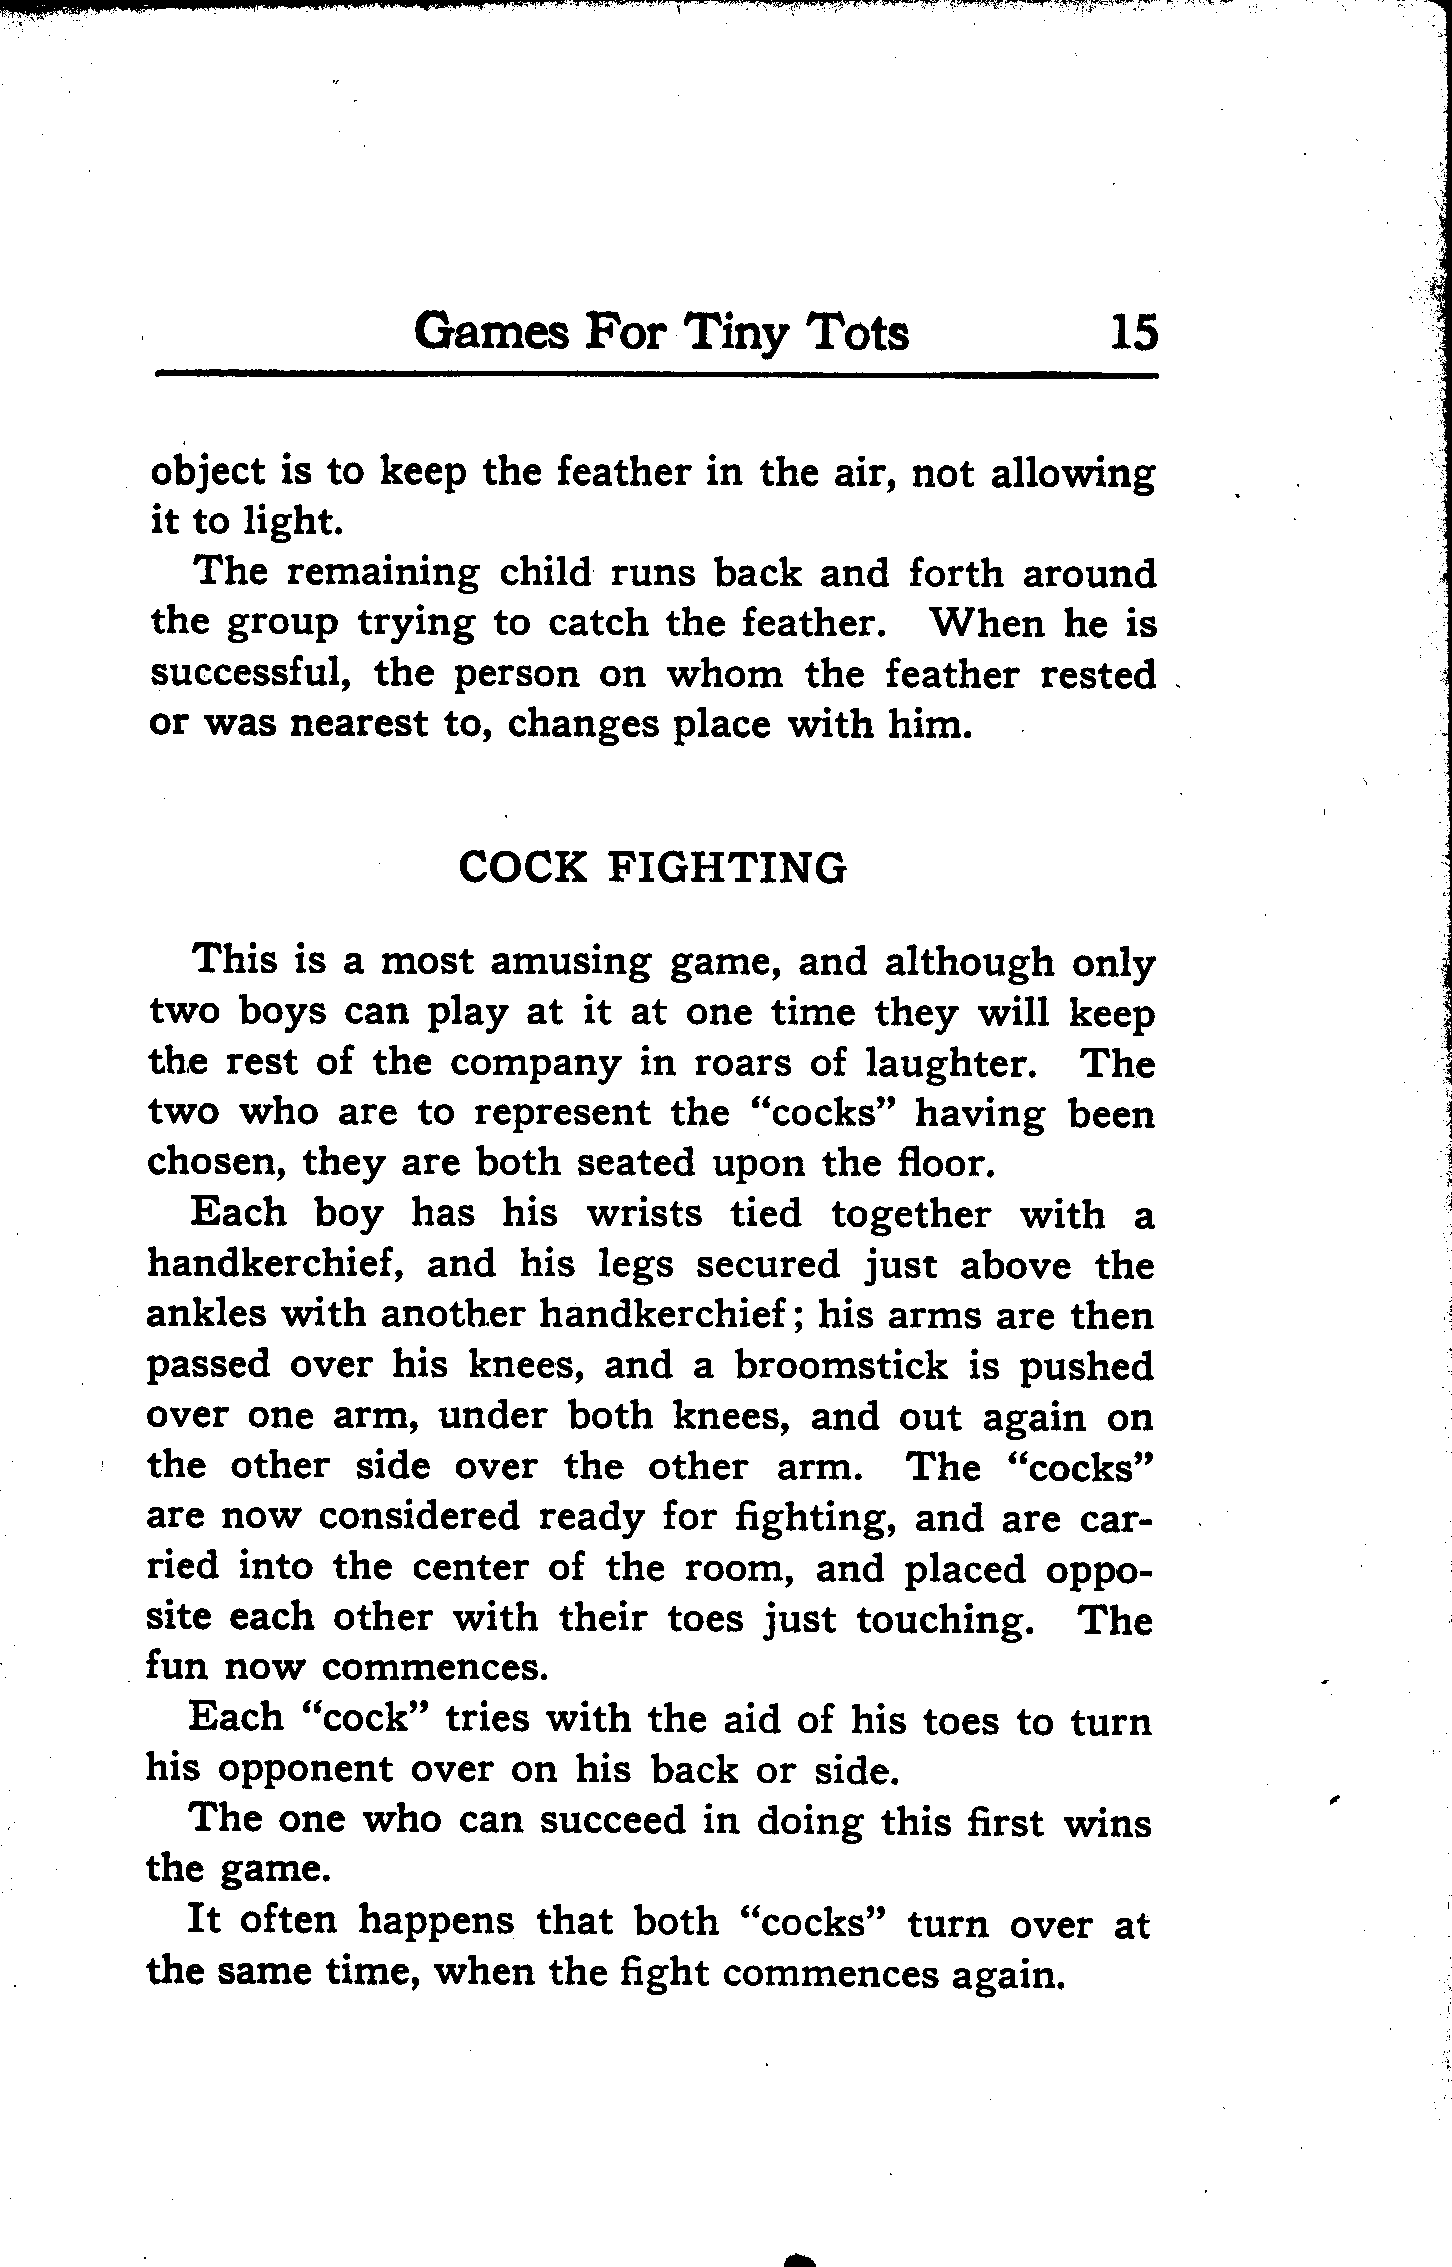 Games For Tiny Tots 15
object is to keep the feather in the air, not allowing
it to light.
The remaining child runs back and forth around
the group trying to catch the feather. When he is
successful, the person on whom the feather rested
or was nearest to, changes place with him.
COCK FIGHTING
This is a most amusing game, and although only
two boys can play at it at one time they will keep
the rest of the company in roars of laughter. The
two who are to represent the “cocks” having been
chosen, they are both seated upon the floor.
Each boy has his wrists tied together with a
handkerchief, and his legs secured just above the
ankles with another handkerchief; his arms are then
passed over his knees, and a broomstick is pushed
over one arm, under both knees, and out again on
the other side over the other arm. The “cocks”
are now considered ready for fighting, and are car-
ried into the center of the room, and placed oppo-
site each other with their toes just touching. The
fun now commences.
Each “cock” tries with the aid of his toes to turn
his opponent over on his back or side.
The one who can succeed in doing this first wins
the game.
It often happens that both “cocks” turn over at
the same time, when the fight commences again.